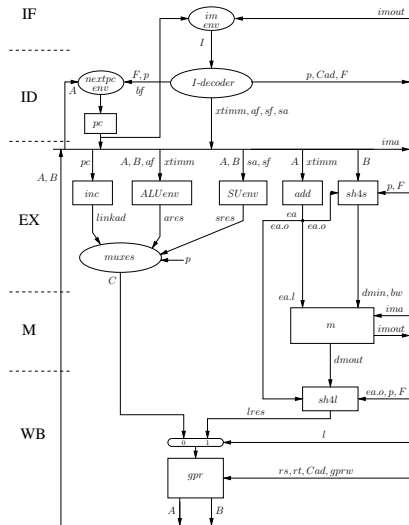 IF
im
env
imout
I
ID
nextpc
env
A
F, p
bf
I-decoder
p, Cad, F
pc
xtimm, af, sf, sa
ima
A, B
pc
A, B, af
xtimm
A, B
sa, sf
A
xtimm
B
EX
inc
ALUenv
SUenv
add
sh4s
p, F
linkad
ares
sres
ea
ea.o
ea.o
muxes
p
C
ea.l
dmin, bw
M
m
ima
imout
dmout
sh4l
ea.o, p, F
lres
WB
0
1
l
gpr
rs, rt, Cad, gprw
A
B